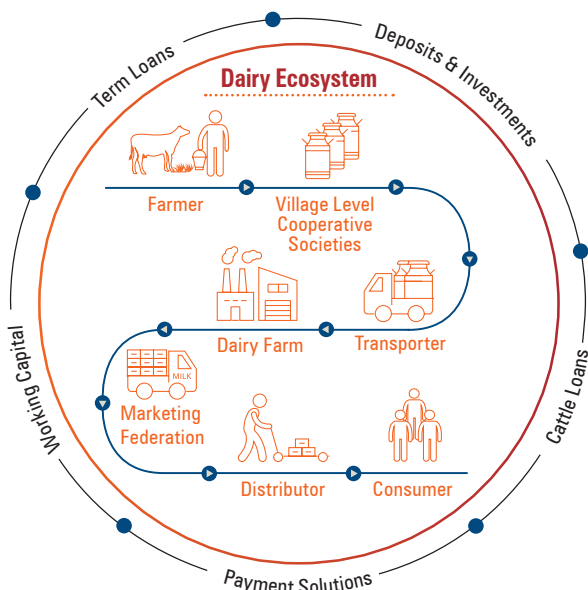 Term Loans
Deposits & Investments
Dairy Ecosystem
Farmer
Village Level
Cooperative
Societies
Dairy Farm
Transporter
MILK
Marketing
Federation
Distributor
Consumer
Working Capital
Cattle Loans
Payment Solutions